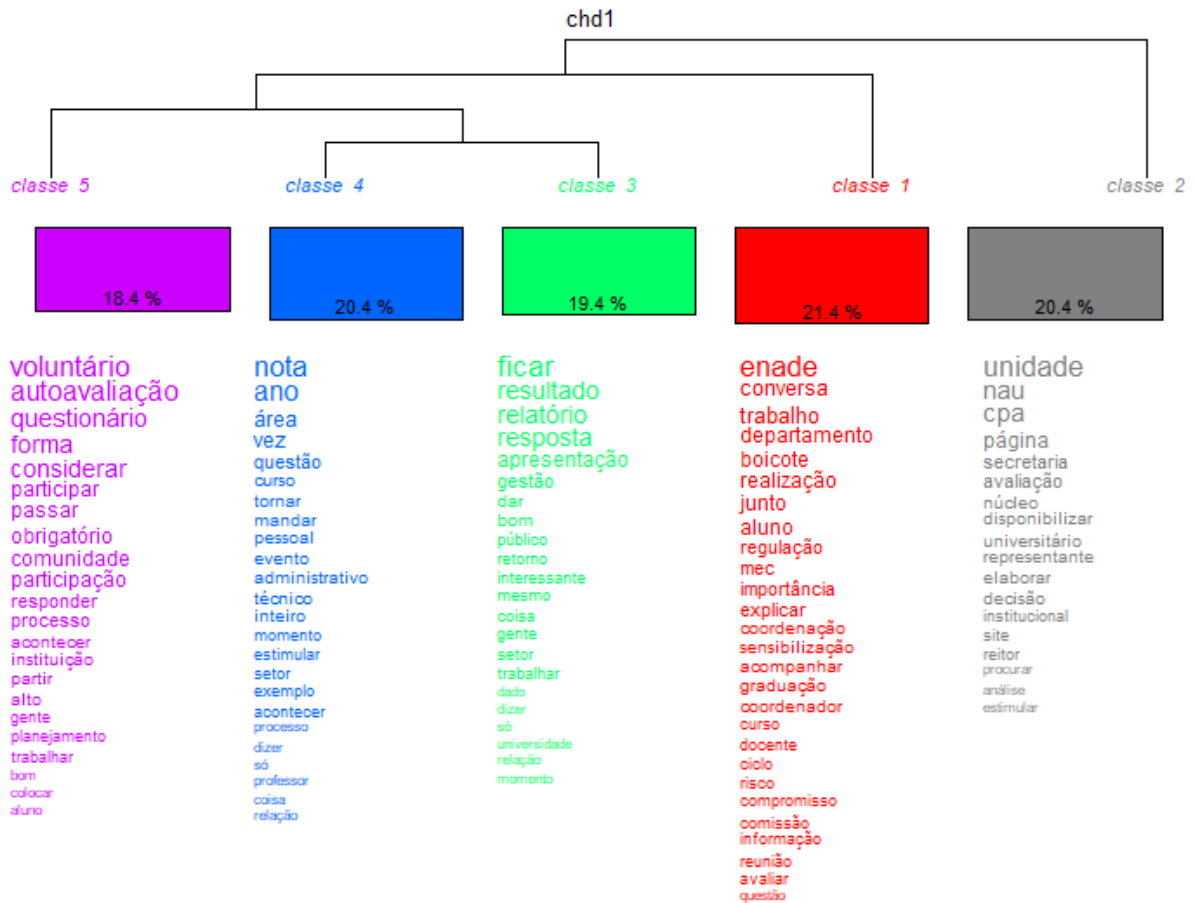 chd1
classe 5
classe 4
classe 3
classe 1
classe 2
18.4 %
20.4 %
19.4 %
21.4 %
20.4 %
voluntário
autoavaliação
questionário
forma
considerar
participar
passar
obrigatório
comunidade
participação
responder
processo
acontecer
instituição
partir
alto
gente
planejamento
trabalhar
bom
colocar
aluno
nota
ano
área
vez
questão
curso
tornar
mandar
pessoal
evento
administrativo
técnico
inteiro
momento
estimular
setor
exemplo
acontecer
processo
dizer
só
professor
coisa
relação
ficar
resultado
relatório
resposta
apresentação
gestão
dar
bom
público
retorno
interessante
mesmo
coisa
gente
setor
trabalhar
dado
dizer
só
universidade
relação
momento
enade
conversa
trabalho
departamento
boicote
realização
junto
aluno
regulação
mec
importância
explicar
coordenação
sensibilização
acompanhar
graduação
coordenador
curso
docente
ciclo
risco
compromisso
comissão
informação
reunião
avaliar
questão
unidade
nau
cpa
página
secretaria
avaliação
núcleo
disponibilizar
universitário
representante
elaborar
decisão
institucional
site
reitor
procurar
análise
estimular